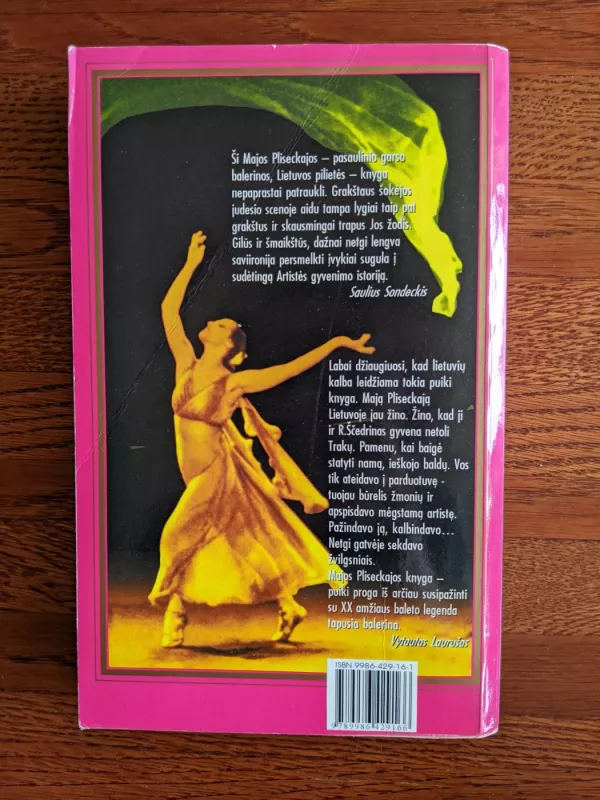 Ši Majos Pliseckajos – pasaulinio garso
balerinos, Lietuvos pilietės – knyga
nepaprastai patraukli. Grakštaus šokėjos
judesio scenoje aidu tampa lygiai taip pat
grakštus ir skausmingai trapus Jos žodis.
Gilūs ir šmaikštūs, dažnai netgi lengva
saviironija persmelkti įvykiai sugula į
sudėtingą Artistės gyvenimo istoriją.
Saulius Sondeckis
Labai džiaugiuosi, kad lietuvių
kalba leidžiama tokia puiki
knyga. Mają Pliseckają
Lietuvoje jau žino. Žino, kad ji
ir R.Ščedrinas gyvena netoli
Trakų. Pamenu, kai baigė
statyti namą, ieškojo baldų. Vos
tik ateidavo į parduotuvę -
tuojau būrelis žmonių ir
apspisdavo mėgstamą artistę.
Pažindavo ją, kalbindavo...
Netgi gatvėje sekdavo
žvilgsniais.
Majos Pliseckajos knyga –
puiki proga iš arčiau susipažinti
su XX amžiaus baleto legenda
tapusia balerina.
Vytautas Laurušas
ISBN 9986-429-16-1
9789986429166